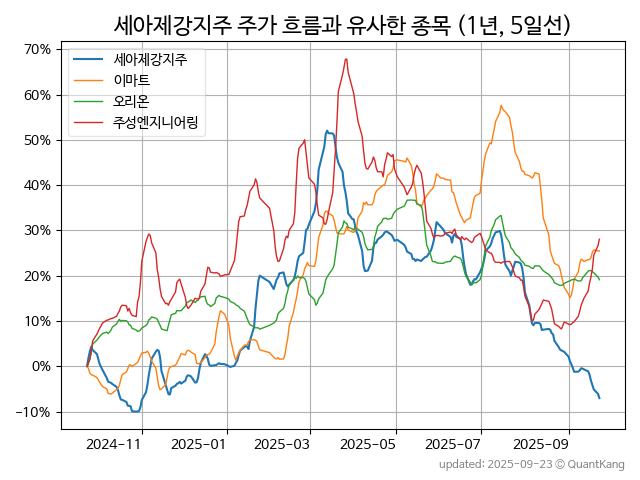 세아제강지주 주가 흐름과 유사한 종목 (1년, 5일선)
70%
60%
50%
40%
30%
20%
10%
0%
−10%
세아제강지주
이마트
오리온
주성엔지니어링
2024-11 2025-01 2025-03 2025-05 2025-07 2025-09
updated: 2025-09-23 ⓒ QuantKang